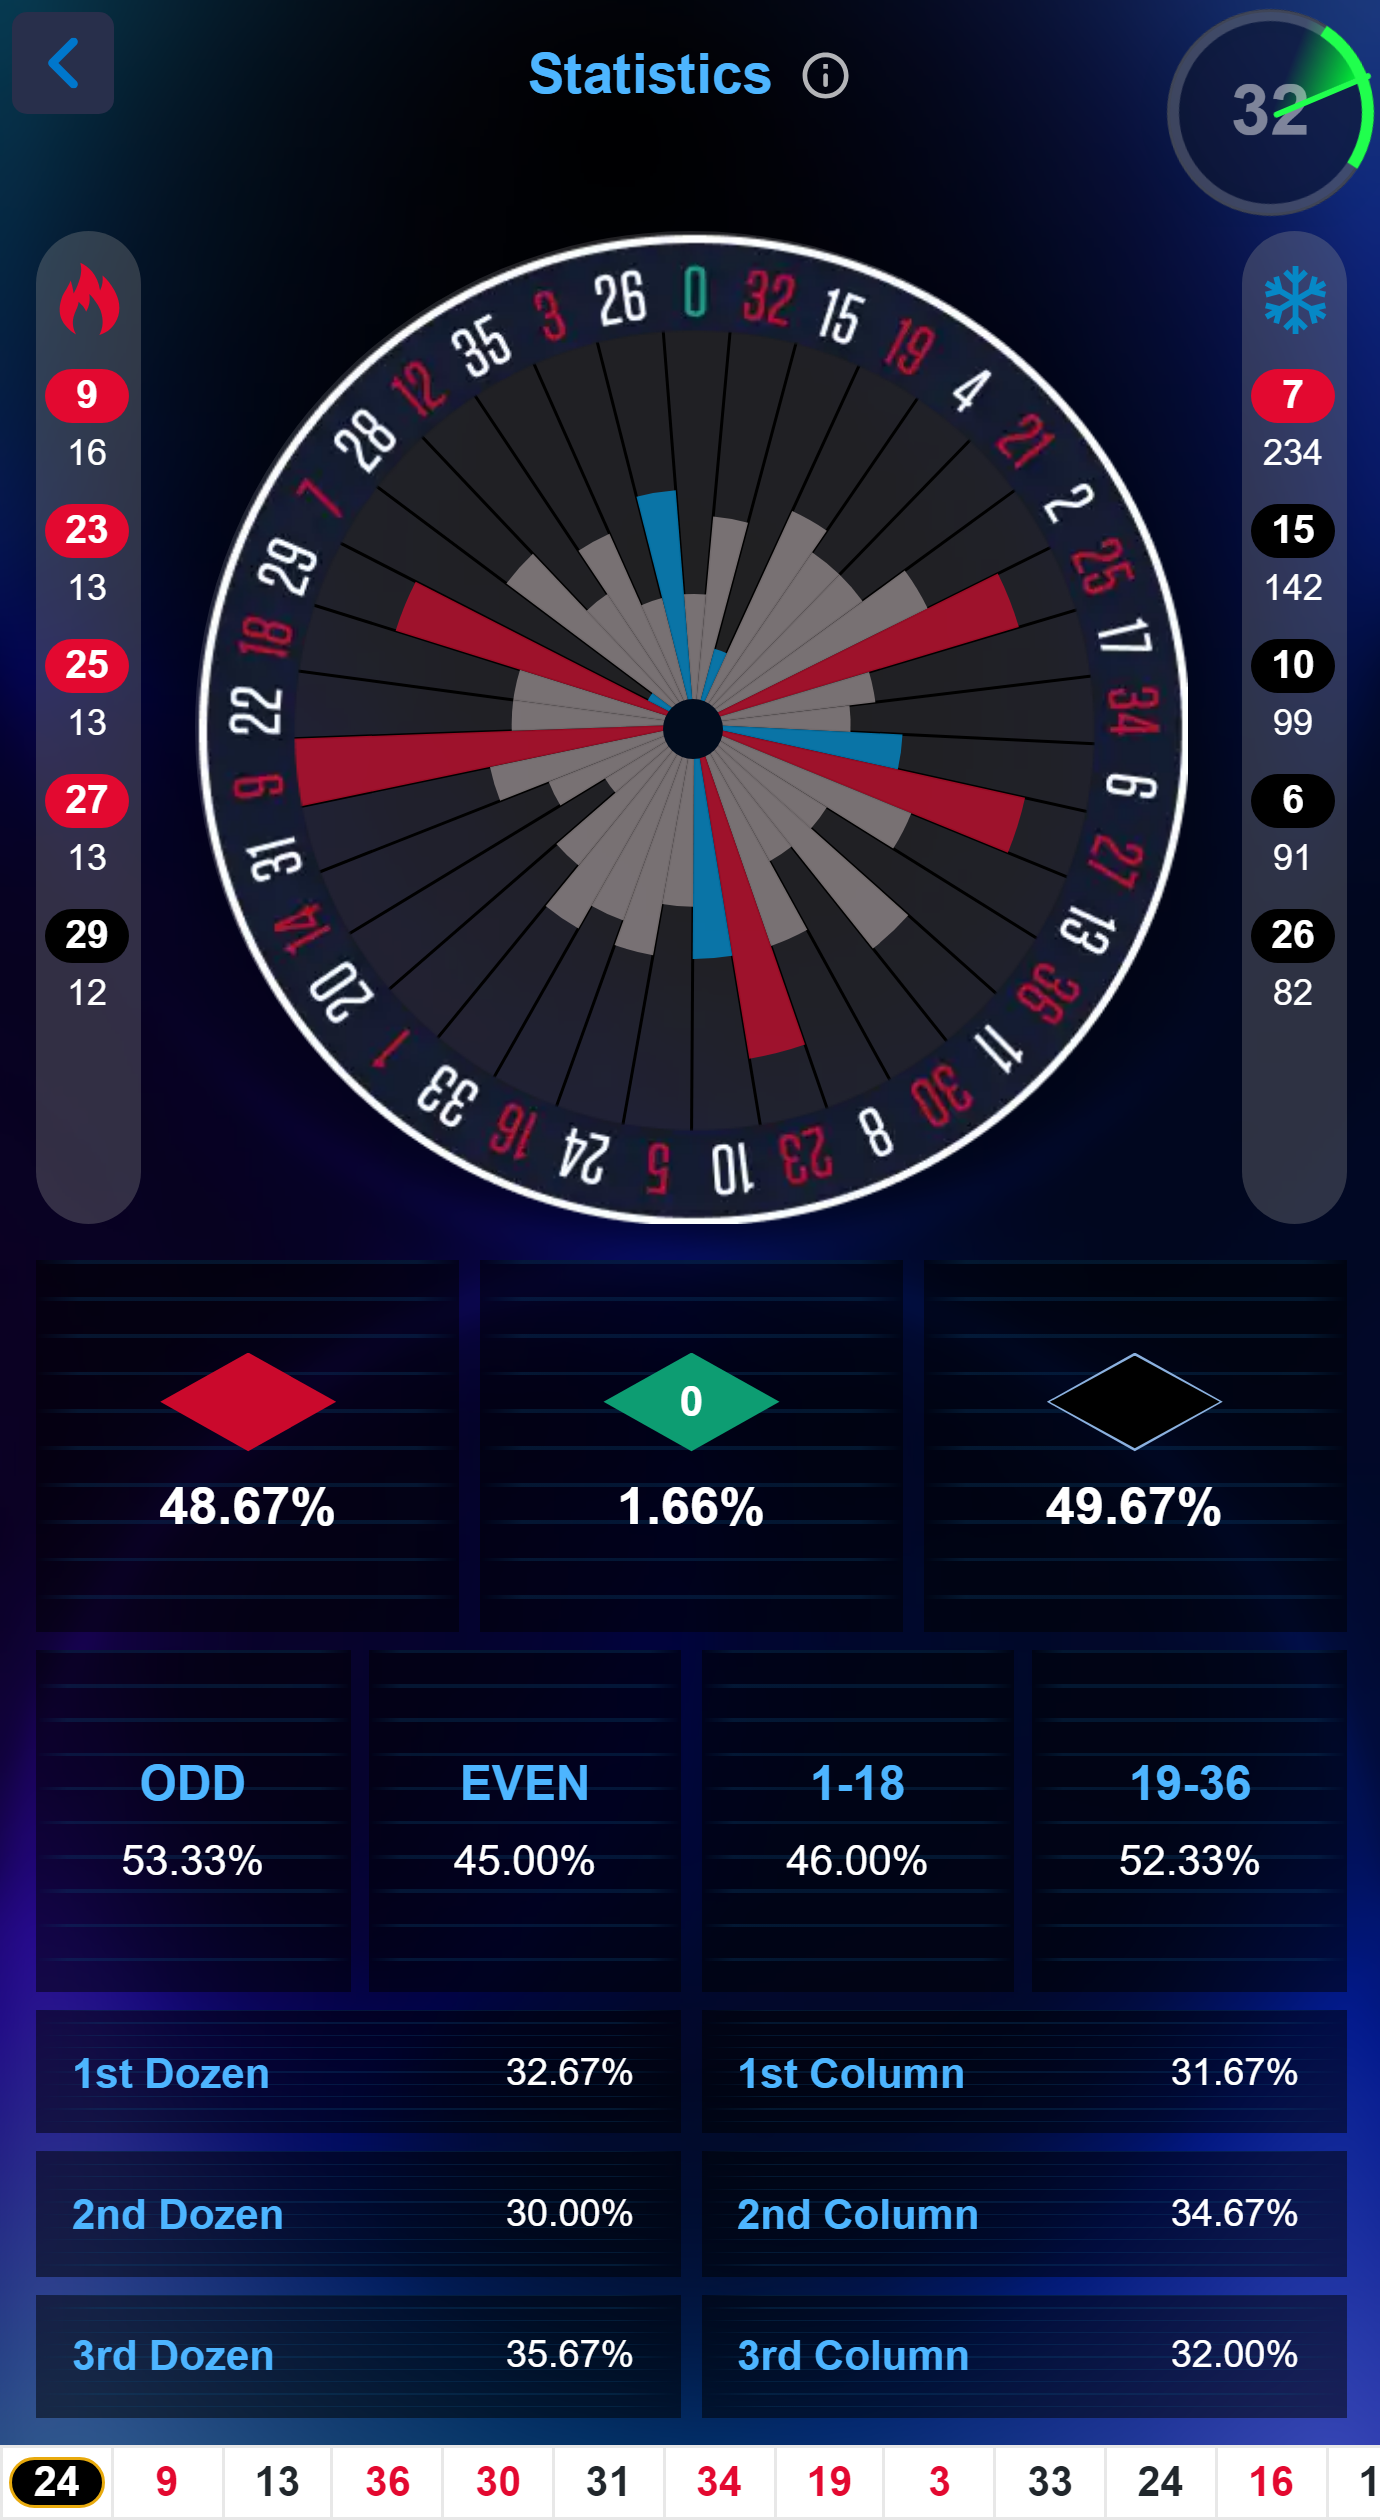 Statistics
32
9
16
23
13
25
13
27
13
29
12
0 32 15 19 4 21 2 25 17 34 6 27 13 36 11 30 8 23 10 5 24 16 33 1 20 14 31 9 22 18 29 7 28 12 35 3 26
7
234
15
142
10
99
6
91
26
82
0
48.67% 1.66% 49.67%
ODD EVEN 1-18 19-36
53.33% 45.00% 46.00% 52.33%
1st Dozen 32.67% 1st Column 31.67%
2nd Dozen 30.00% 2nd Column 34.67%
3rd Dozen 35.67% 3rd Column 32.00%
24 9 13 36 30 31 34 19 3 33 24 16